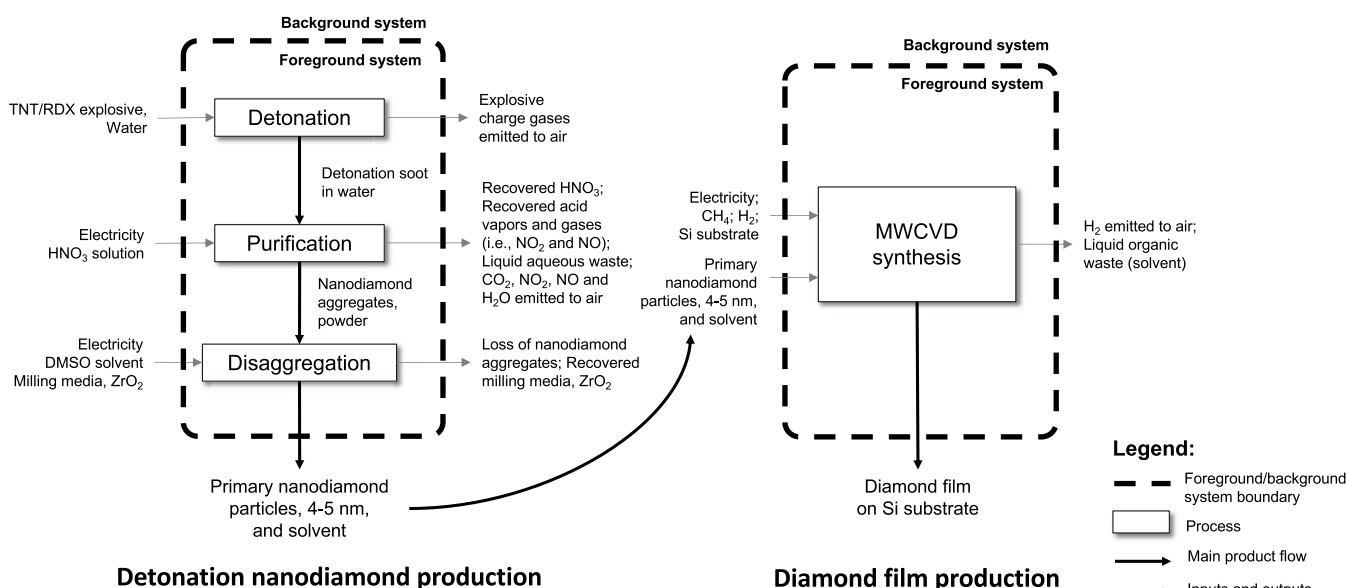 Background system
Foreground system
TNT/RDX explosive,
Water
Detonation
Explosive
charge gases
emitted to air
Detonation soot
in water
Electricity
HNO₃ solution
Purification
Recovered HNO₃;
Recovered acid
vapors and gases
(i.e., NO₂ and NO);
Liquid aqueous waste;
CO₂, NO₂, NO and
H₂O emitted to air
Nanodiamond
aggregates,
powder
Electricity
DMSO solvent
Milling media, ZrO₂
Disaggregation
Loss of nanodiamond
aggregates; Recovered
milling media, ZrO₂
Primary nanodiamond
particles, 4-5 nm,
and solvent
Detonation nanodiamond production
Background system
Foreground system
Electricity;
CH₄; H₂;
Si substrate
Primary
nanodiamond
particles, 4-5 nm,
and solvent
MWCVD
synthesis
H₂ emitted to air;
Liquid organic
waste (solvent)
Diamond film
on Si substrate
Diamond film production
Legend:
Foreground/background
system boundary
Process
Main product flow
Inputs and outputs